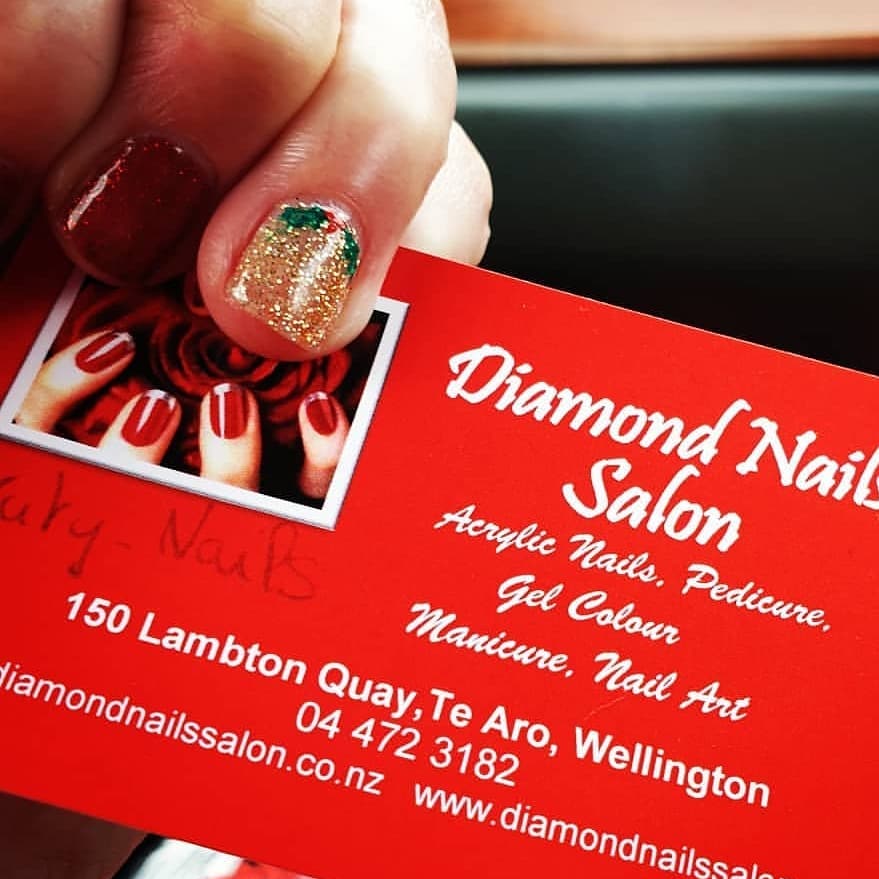 Diamond Nails
Salon
Acrylic Nails, Pedicure,
Gel Colour
Manicure, Nail Art
Nails
150 Lambton Quay,Te Aro, Wellington
04 472 3182
diamondnailssalon.co.nz www.diamondnailssalo